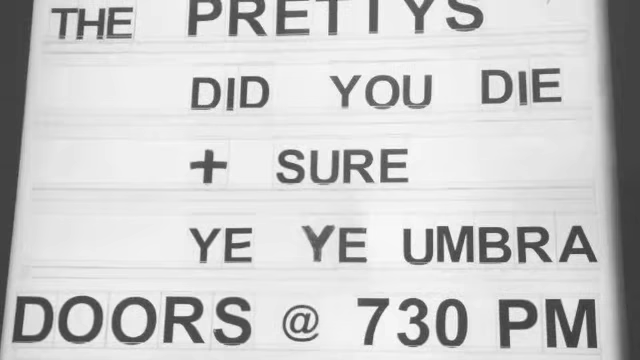 THE PRETTYS
DID YOU DIE
+ SURE
YE YE UMBRA
DOORS @ 730 PM